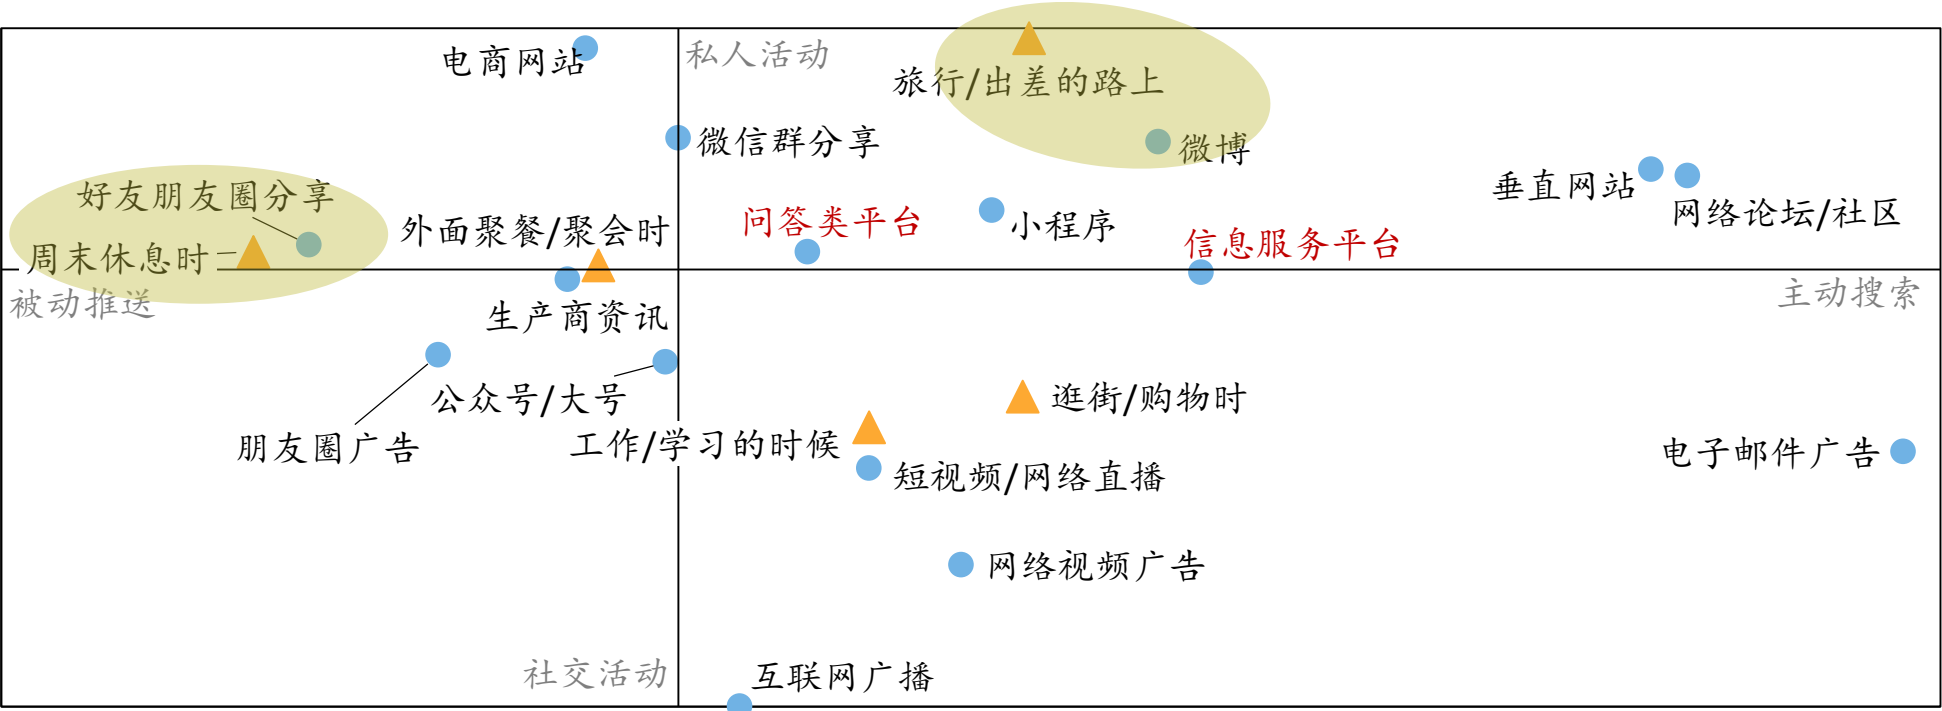 电商网站
私人活动
旅行/出差的路上
微信群分享
微博
垂直网站
好友朋友圈分享
外面聚餐/聚会时
问答类平台
小程序
网络论坛/社区
周末休息时
信息服务平台
被动推送
生产商资讯
主动搜索
公众号/大号
逛街/购物时
朋友圈广告
工作/学习的时候
电子邮件广告
短视频/网络直播
网络视频广告
社交活动
互联网广播